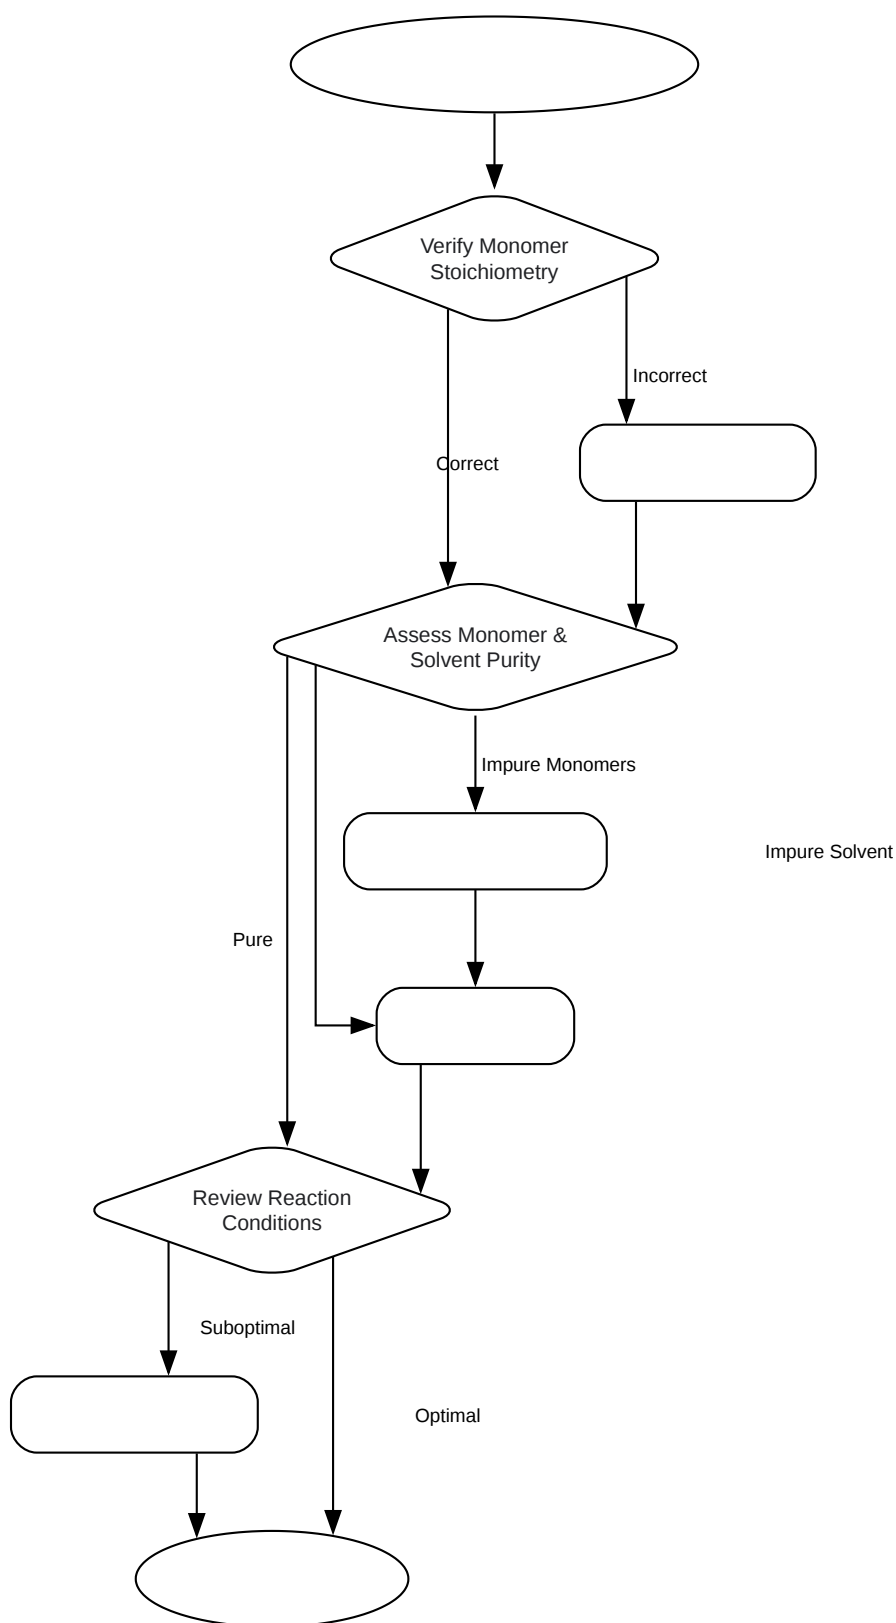 Verify Monomer
Stoichiometry
Incorrect
Correct
Assess Monomer &
Solvent Purity
Impure Monomers
Impure Solvent
Pure
Review Reaction
Conditions
Suboptimal
Optimal